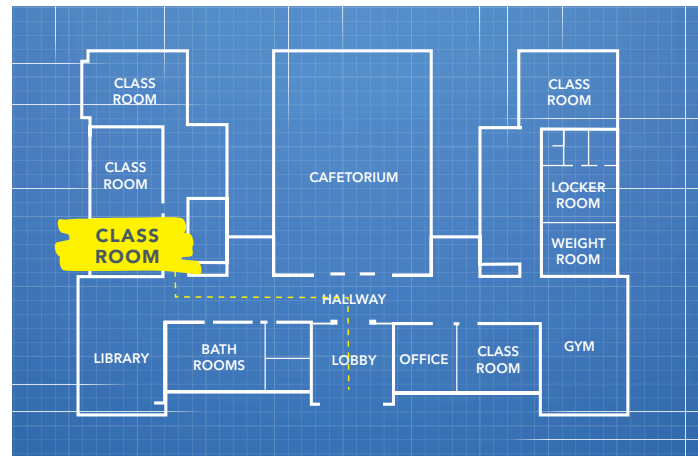 CLASS
ROOM
CLASS
ROOM
CLASS
ROOM
CAFETORIUM
LOCKER
ROOM
CLASS
ROOM
WEIGHT
ROOM
HALLWAY
LIBRARY
BATH
ROOMS
LOBBY
OFFICE
CLASS
ROOM
GYM